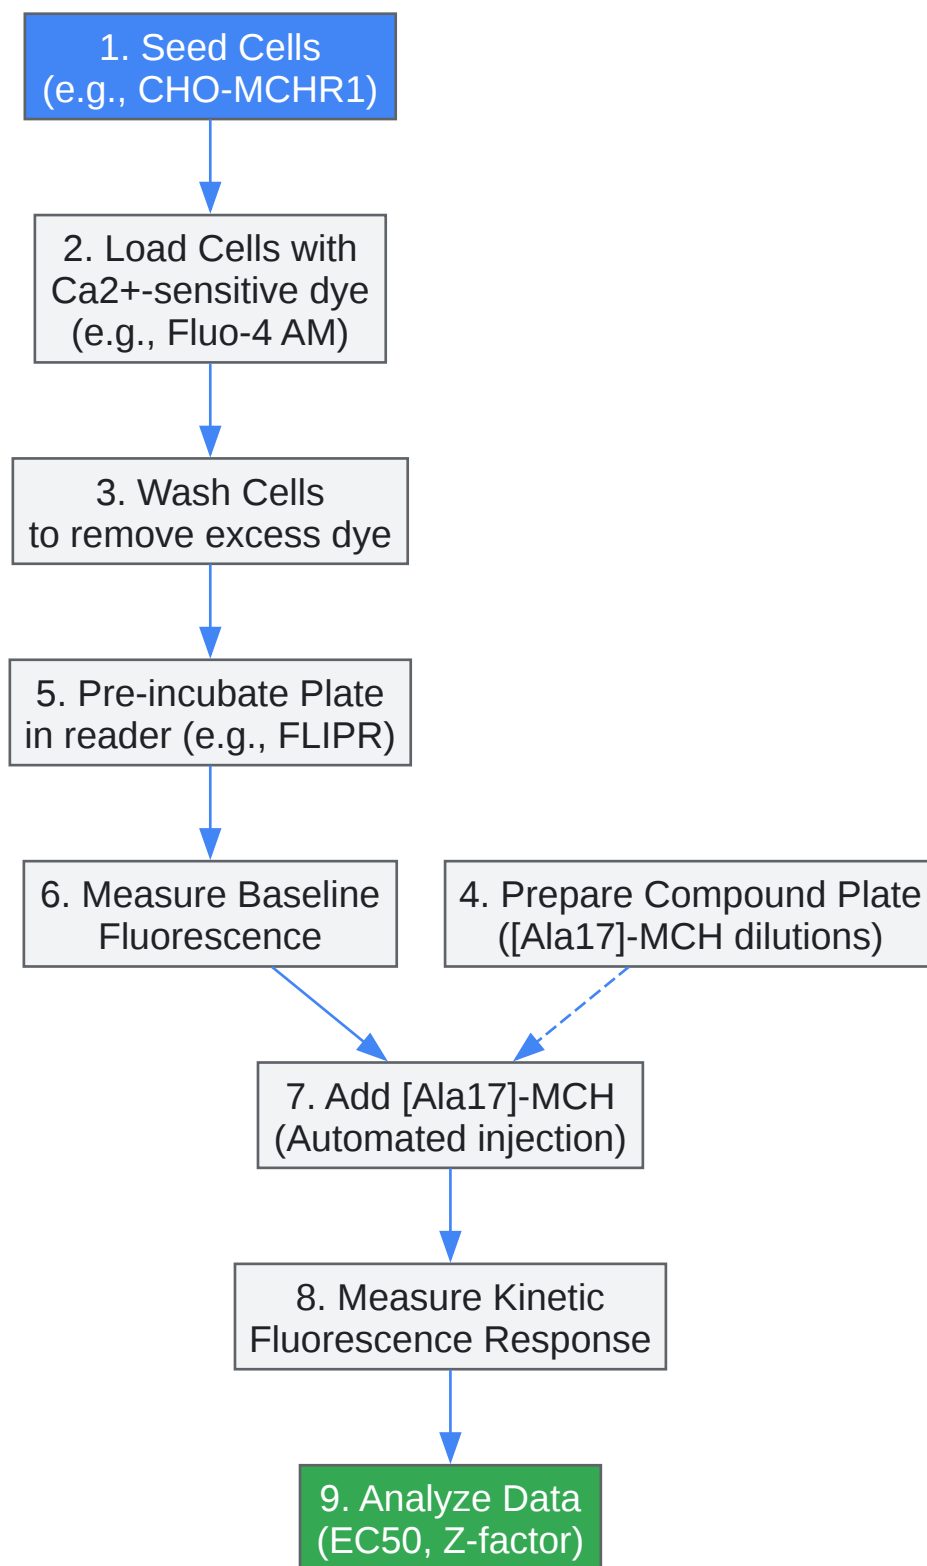 1. Seed Cells
(e.g., CHO-MCHR1)
2. Load Cells with
Ca2+-sensitive dye
(e.g., Fluo-4 AM)
3. Wash Cells
to remove excess dye
5. Pre-incubate Plate
in reader (e.g., FLIPR)
6. Measure Baseline
Fluorescence
4. Prepare Compound Plate
([Ala17]-MCH dilutions)
7. Add [Ala17]-MCH
(Automated injection)
8. Measure Kinetic
Fluorescence Response
9. Analyze Data
(EC50, Z-factor)